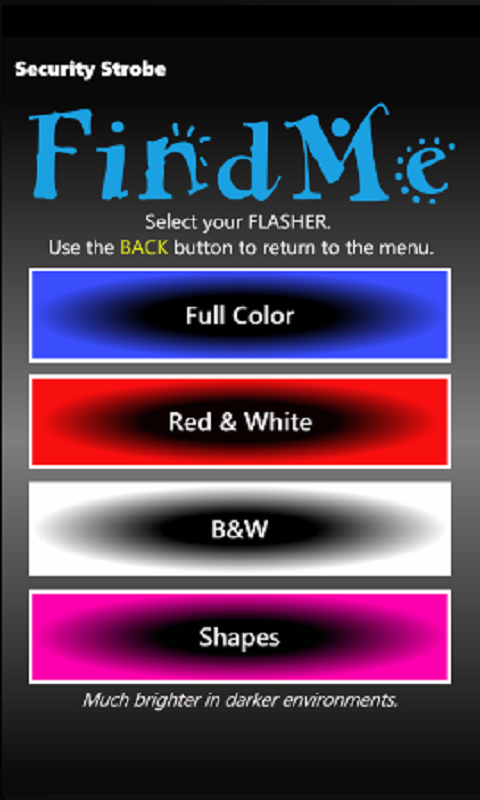 Security Strobe
FindMe
Select your FLASHER.
Use the BACK button to return to the menu.
Full Color
Red & White
B&W
Shapes
Much brighter in darker environments.